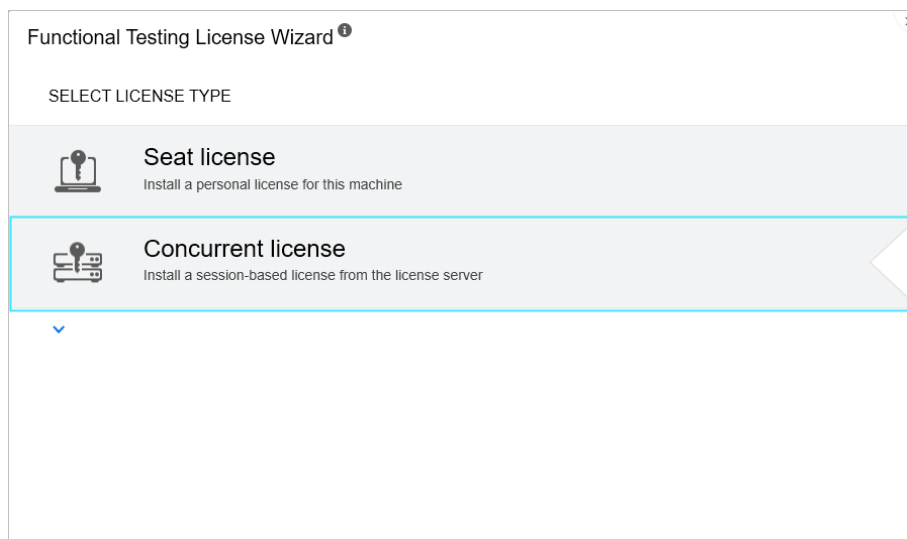 Functional Testing License Wizard
SELECT LICENSE TYPE
Seat license
Install a personal license for this machine
Concurrent license
Install a session-based license from the license server